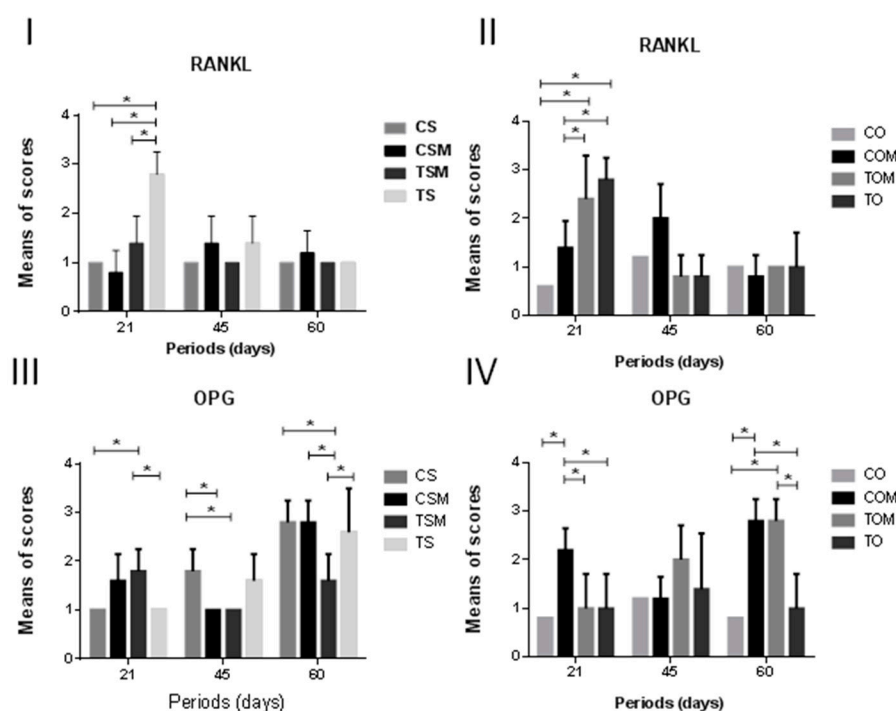 I
RANKL
* * *
Means of scores
4
3
2
1
0
21 45 60
Periods (days)
CS
CSM
TSM
TS
II
RANKL
* * * *
Means of scores
4
3
2
1
0
21 45 60
Periods (days)
CO
COM
TOM
TO
III
OPG
* * * * * * *
Means of scores
4
3
2
1
0
21 45 60
Periods (days)
CS
CSM
TSM
TS
IV
OPG
* * * * * * *
Means of scores
4
3
2
1
0
21 45 60
Periods (days)
CO
COM
TOM
TO